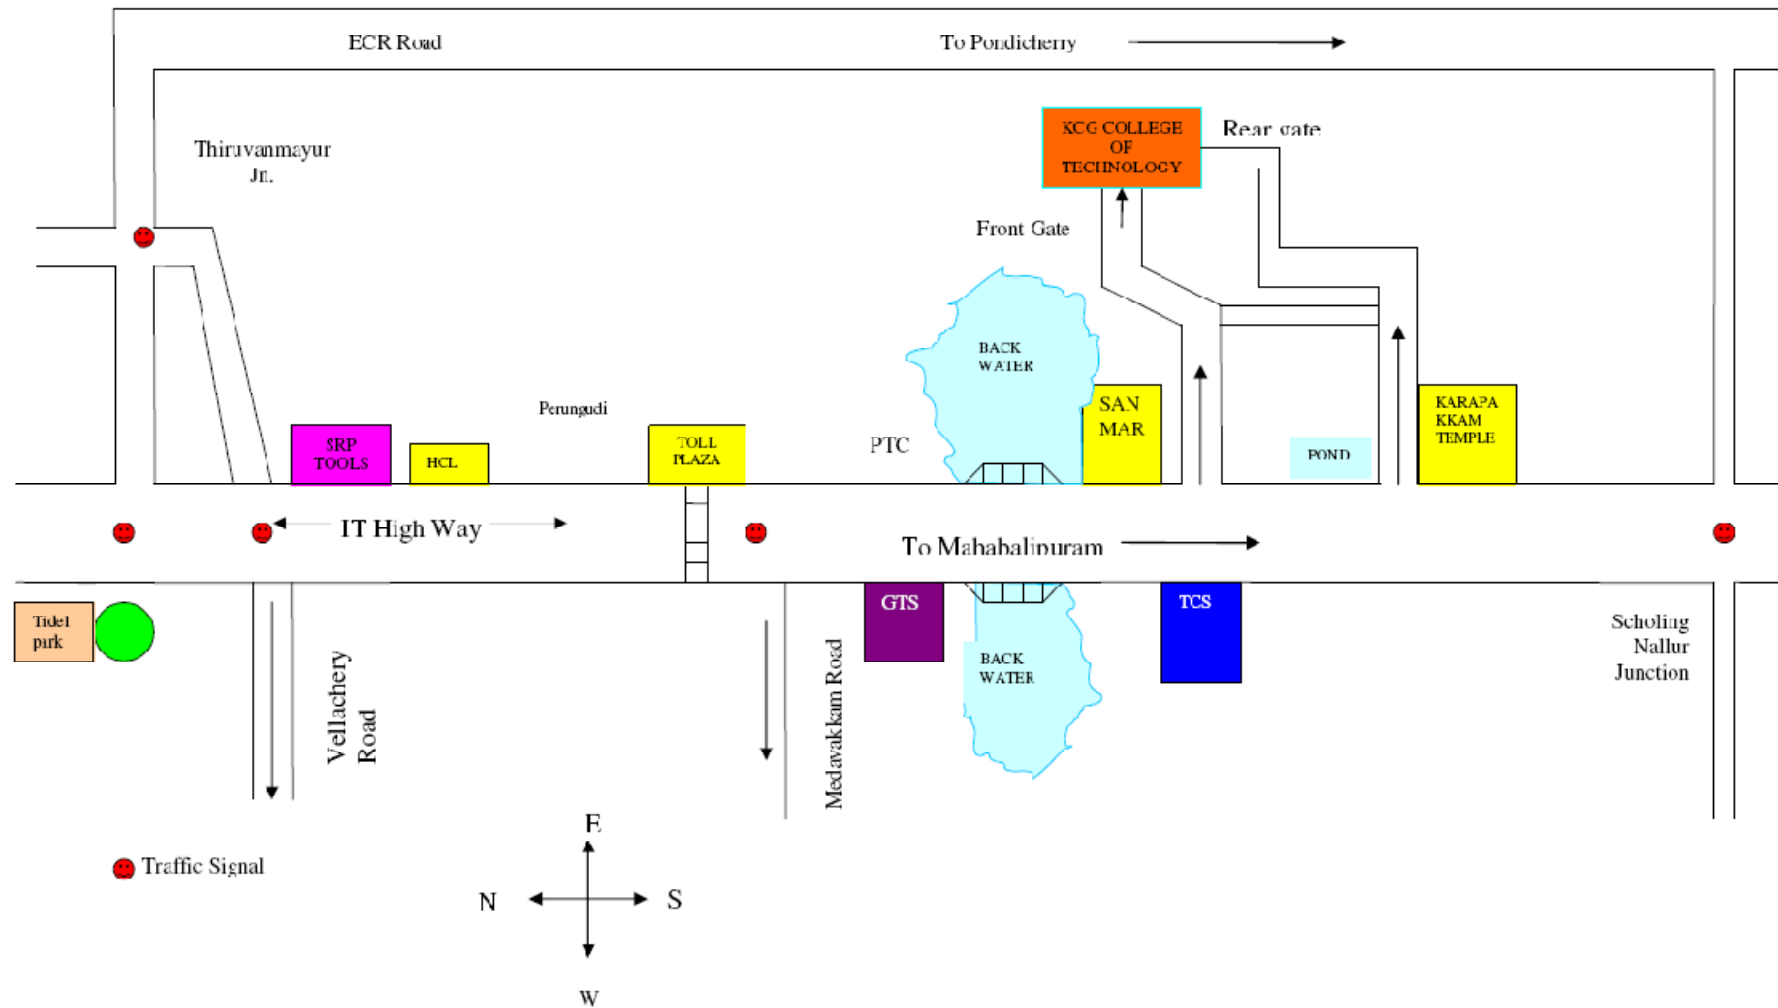 ECR Road
To Pondicherry
KCG COLLEGE
OF
TECHNOLOGY
Rear gate
Thiruvanmayur
Jn.
Front Gate
BACK
WATER
Perungudi
SRP
TOOLS
HCL
TOLL
PLAZA
PTC
SAN
MAR
POND
KARAPA
KKAM
TEMPLE
IT High Way
To Mahabalipuram
Tidel
park
GTS
TCS
BACK
WATER
Scholing
Nallur
Junction
Vellachery
Road
Medavakkam Road
Traffic Signal
E
N
S
W